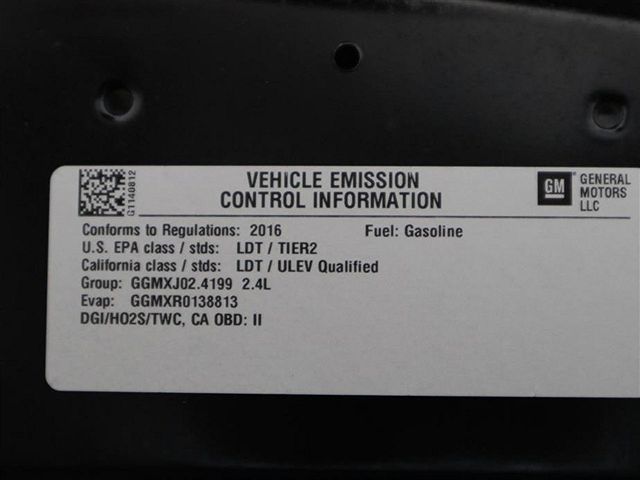 VEHICLE EMISSION
CONTROL INFORMATION
GM
GENERAL
MOTORS
LLC
G1140812
Conforms to Regulations: 2016 Fuel: Gasoline
U.S. EPA class / stds: LDT / TIER2
California class / stds: LDT / ULEV Qualified
Group: GGMXJ02.4199 2.4L
Evap: GGMXR0138813
DGI/HO2S/TWC, CA OBD: II